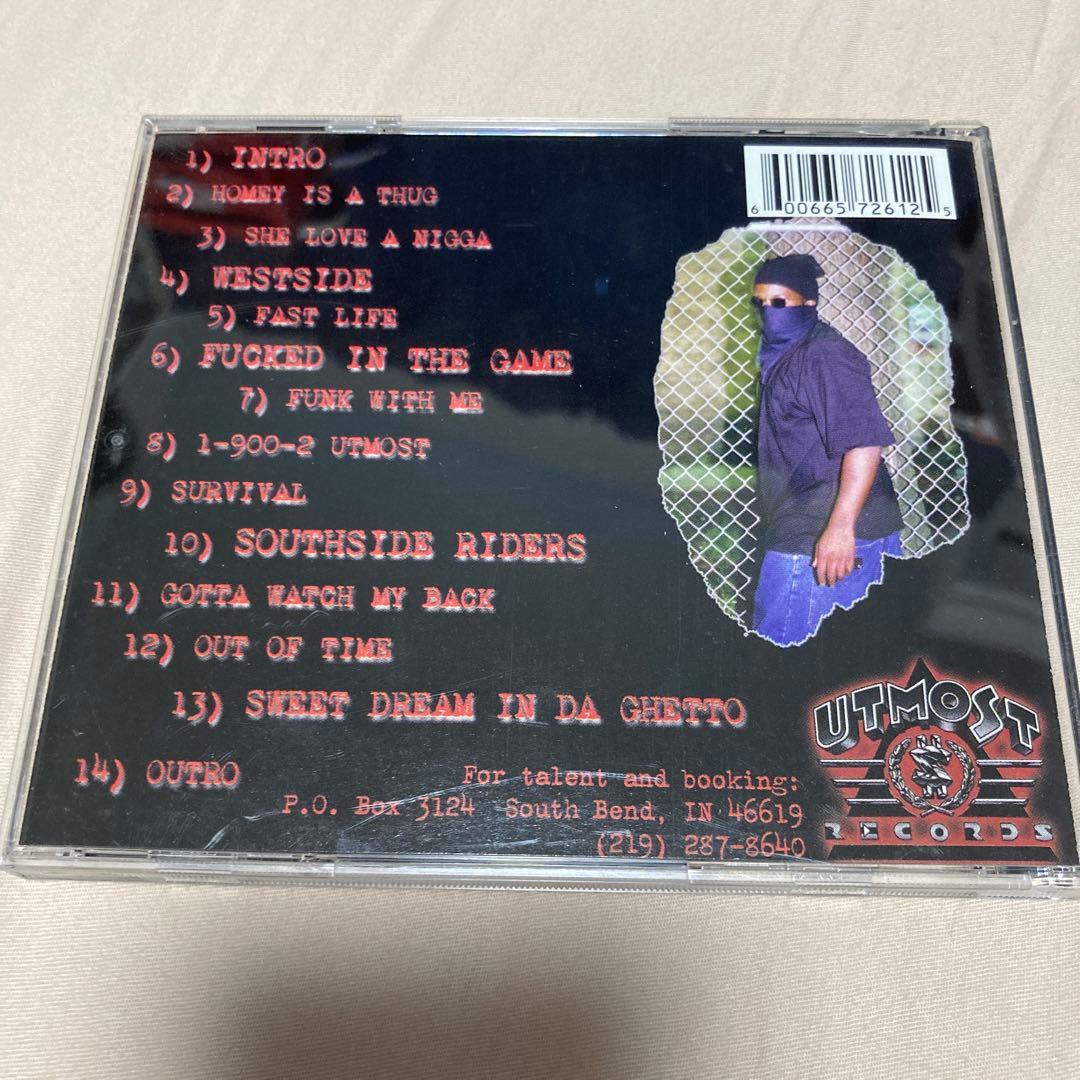 1) INTRO
2) HOMEY IS A THUG
3) SHE LOVE A NIGGA
4) WESTSIDE
5) FAST LIFE
6) FUCKED IN THE GAME
7) FUNK WITH ME
8) 1-900-2 UTMOST
9) SURVIVAL
10) SOUTHSIDE RIDERS
11) GOTTA WATCH MY BACK
12) OUT OF TIME
13) SWEET DREAM IN DA GHETTO
14) OUTRO
For talent and booking:
P.O. Box 3124 South Bend, IN 46619
(219) 287-8640
6 00665 72612 5
UTMOST
RECORDS